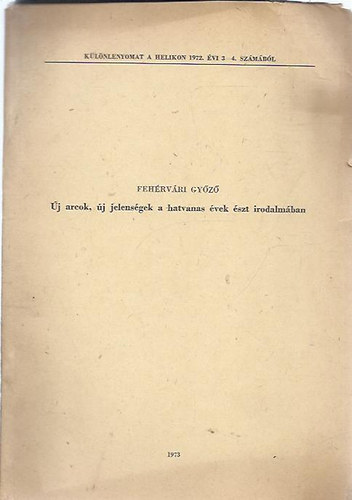 KÜLÖNLENYOMAT A HELIKON 1972. ÉVI 3–4. SZÁMÁBÓL
FEHÉRVÁRI GYŐZŐ
Új arcok, új jelenségek a hatvanas évek észt irodalmában
1973